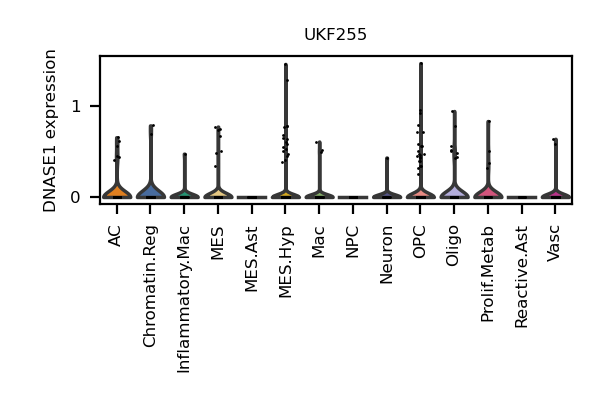 UKF255
DNASE1 expression
1
0
AC
Chromatin.Reg
Inflammatory.Mac
MES
MES.Ast
MES.Hyp
Mac
NPC
Neuron
OPC
Oligo
Prolif.Metab
Reactive.Ast
Vasc